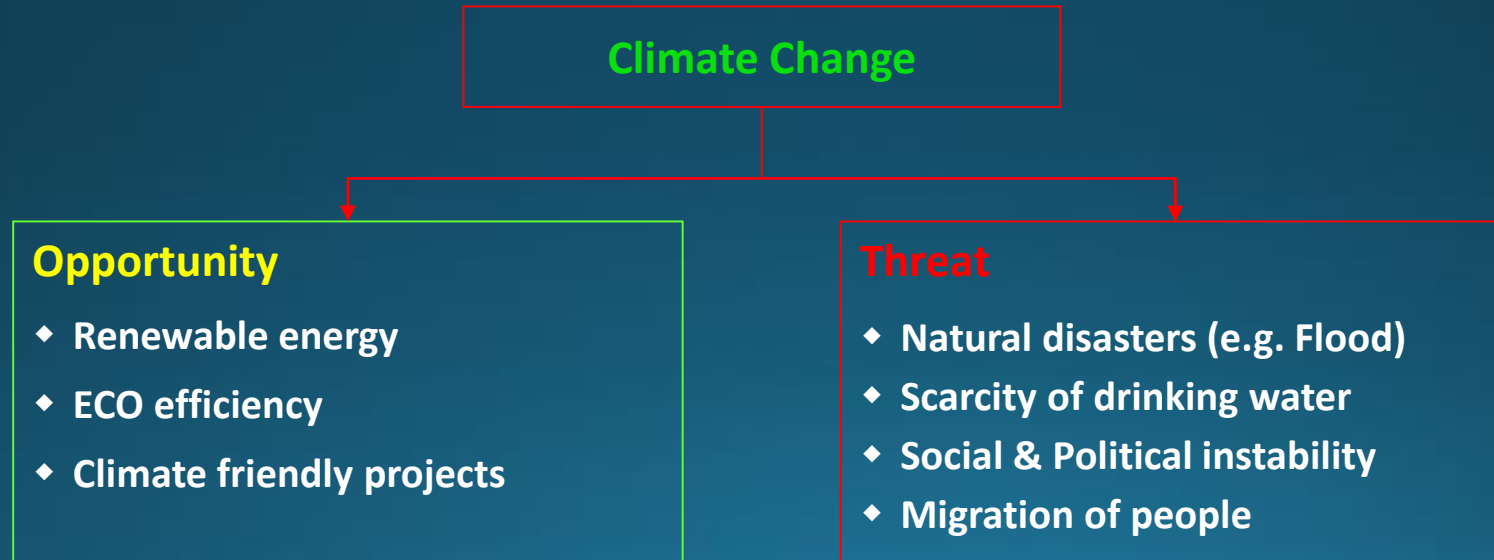 Climate Change
Opportunity
◆ Renewable energy
◆ ECO efficiency
◆ Climate friendly projects
Threat
◆ Natural disasters (e.g. Flood)
◆ Scarcity of drinking water
◆ Social & Political instability
◆ Migration of people